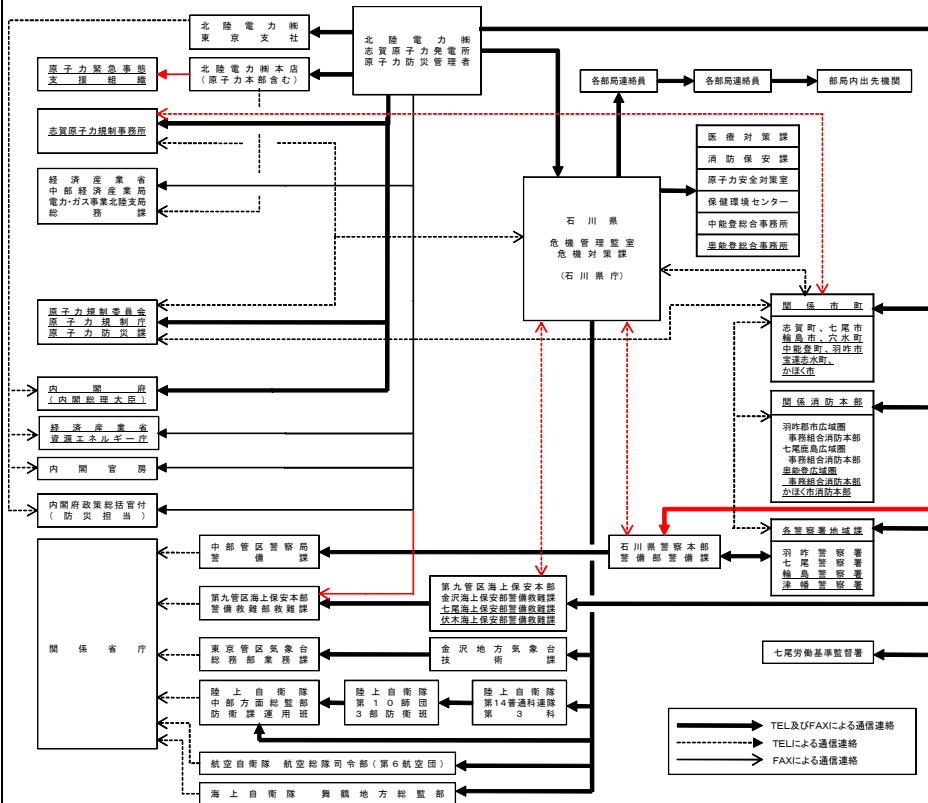 北陸電力㈱
東京支社
北陸電力㈱
志賀原子力発電所
原子力防災管理者
原子力緊急事態
支援組織
北陸電力㈱本店
(原子力本部含む)
各部局連絡員
各部局連絡員
部局内出先機関
志賀原子力規制事務所
医療対策課
消防保安課
原子力安全対策室
保健環境センター
中能登総合事務所
奥能登総合事務所
経済産業省
中部経済産業局
電力・ガス事業北陸支局
総務課
石川県
危機管理監室
危機対策課
(石川県庁)
原子力規制委員会
原子力規制庁
原子力防災課
関係市町
志賀町、七尾市
輪島市、穴水町
中能登町、羽咋市
宝達志水町、
かほく市
内閣府
(内閣総理大臣)
経済産業省
資源エネルギー庁
関係消防本部
羽咋郡市広域圏
事務組合消防本部
七尾鹿島広域圏
事務組合消防本部
奥能登広域圏
事務組合消防本部
かほく市消防本部
内閣官房
内閣府政策総括官付
(防災担当)
中部管区警察局
警備課
石川県警察本部
警備部警備課
各警察署地域課
羽咋警察署
七尾警察署
輪島警察署
津幡警察署
関係省庁
第九管区海上保安本部
警備救難部救難課
第九管区海上保安本部
金沢海上保安部警備救難課
七尾海上保安部警備救難課
伏木海上保安部警備救難課
東京管区気象台
総務部業務課
金沢地方気象台
技術課
七尾労働基準監督署
陸上自衛隊
中部方面総監部
防衛課運用班
陸上自衛隊
第10師団
3部防衛班
陸上自衛隊
第14普通科連隊
第3科
航空自衛隊 航空総隊司令部(第6航空団)
海上自衛隊 舞鶴地方総監部
TEL及びFAXによる通信連絡
TELによる通信連絡
FAXによる通信連絡